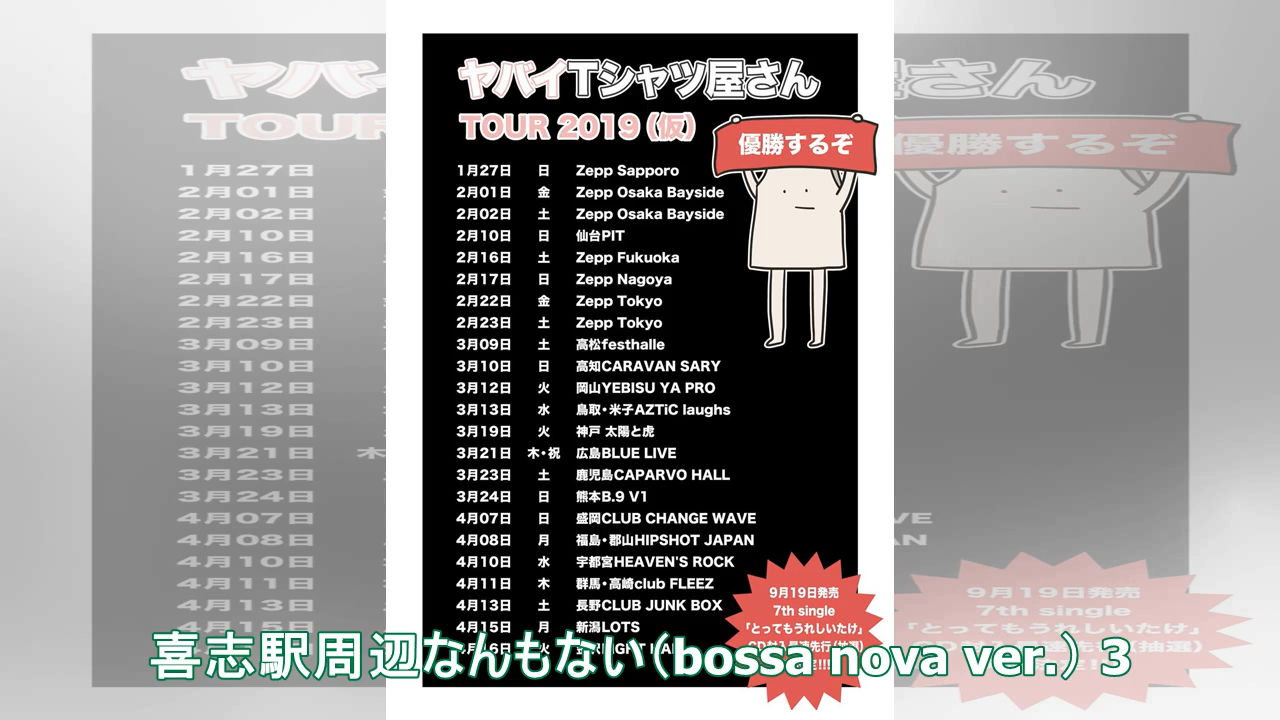 ヤバイTシャツ屋さん
TOUR 2019（仮）
優勝するぞ
1月27日 日 Zepp Sapporo
2月01日 金 Zepp Osaka Bayside
2月02日 土 Zepp Osaka Bayside
2月10日 日 仙台PIT
2月16日 土 Zepp Fukuoka
2月17日 日 Zepp Nagoya
2月22日 金 Zepp Tokyo
2月23日 土 Zepp Tokyo
3月09日 土 高松festhalle
3月10日 日 高知CARAVAN SARY
3月12日 火 岡山YEBISU YA PRO
3月13日 水 鳥取・米子AZTiC laughs
3月19日 火 神戸 太陽と虎
3月21日 木・祝 広島BLUE LIVE
3月23日 土 鹿児島CAPARVO HALL
3月24日 日 熊本B.9 V1
4月07日 日 盛岡CLUB CHANGE WAVE
4月08日 月 福島・郡山HIPSHOT JAPAN
4月10日 水 宇都宮HEAVEN'S ROCK
4月11日 木 群馬・高崎club FLEEZ
4月13日 土 長野CLUB JUNK BOX
4月15日 月 新潟LOTS
9月19日発売
7th single
「とってもうれしいたけ」
喜志駅周辺なんもない（bossa nova ver.）3